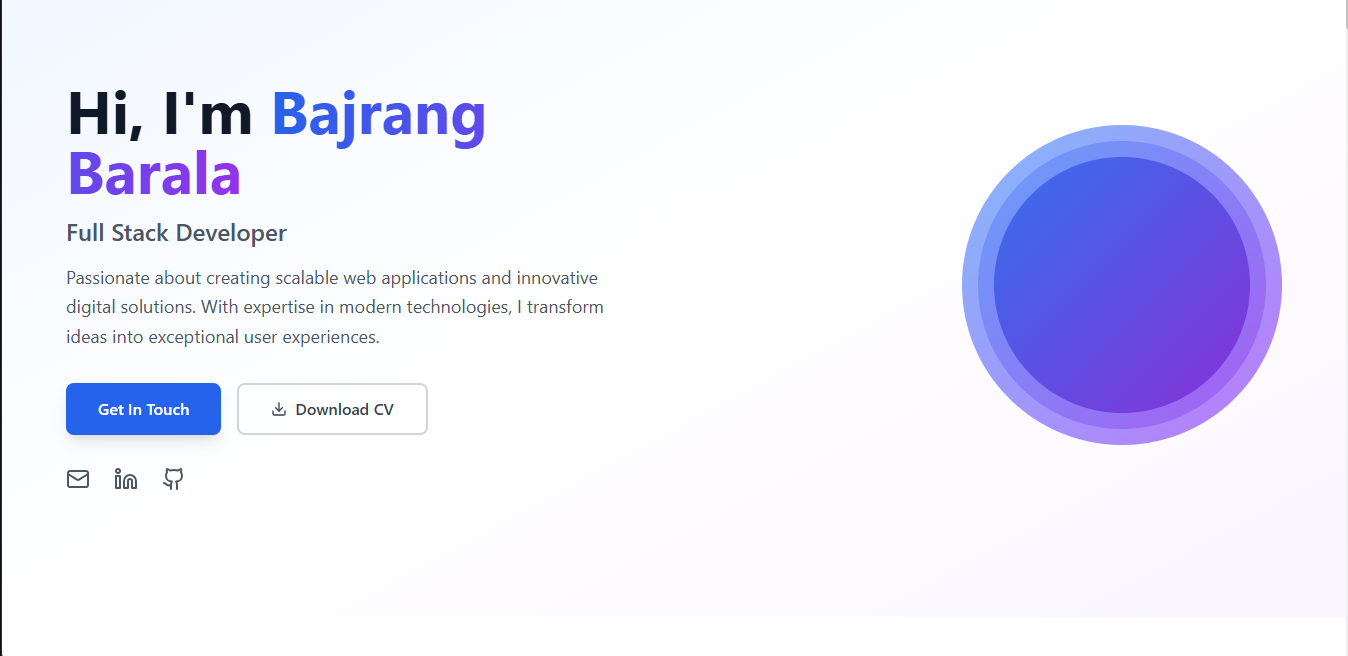 Hi, I'm Bajrang
Barala
Full Stack Developer
Passionate about creating scalable web applications and innovative
digital solutions. With expertise in modern technologies, I transform
ideas into exceptional user experiences.
Get In Touch
Download CV